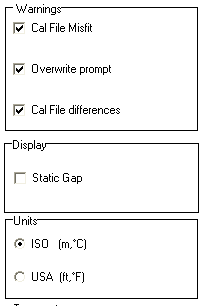 Warnings
Cal File Misfit
Overwrite prompt
Cal File differences
Display
Static Gap
Units
ISO (m,°C)
USA (ft,°F)